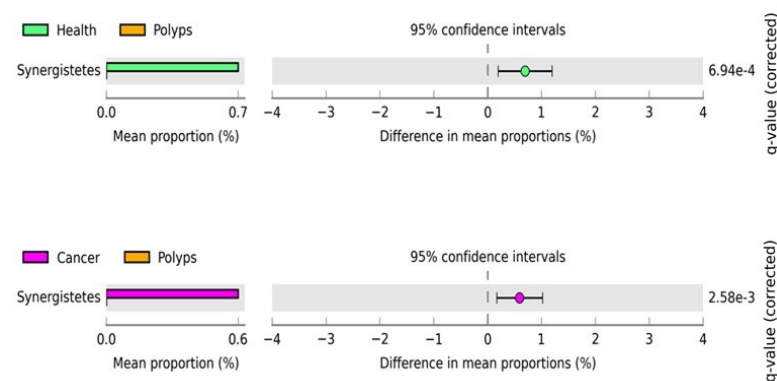 Health Polyps 95% confidence intervals
Synergistetes 6.94e-4
0.0 0.7 −4 −3 −2 −1 0 1 2 3 4
Mean proportion (%) Difference in mean proportions (%)
q-value (corrected)
Cancer Polyps 95% confidence intervals
Synergistetes 2.58e-3
0.0 0.6 −4 −3 −2 −1 0 1 2 3 4
Mean proportion (%) Difference in mean proportions (%)
q-value (corrected)